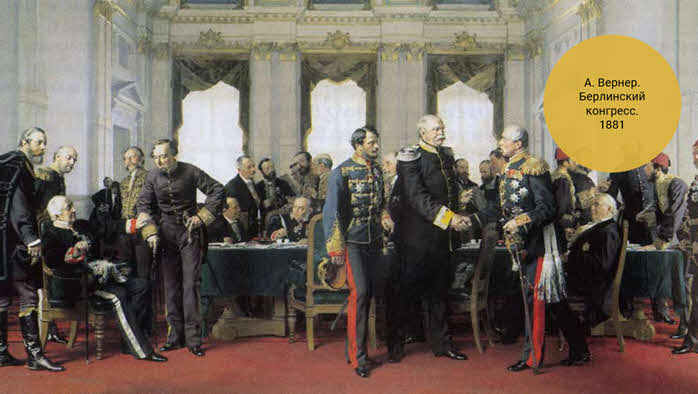 А. Вернер.
Берлинский
конгресс.
1881